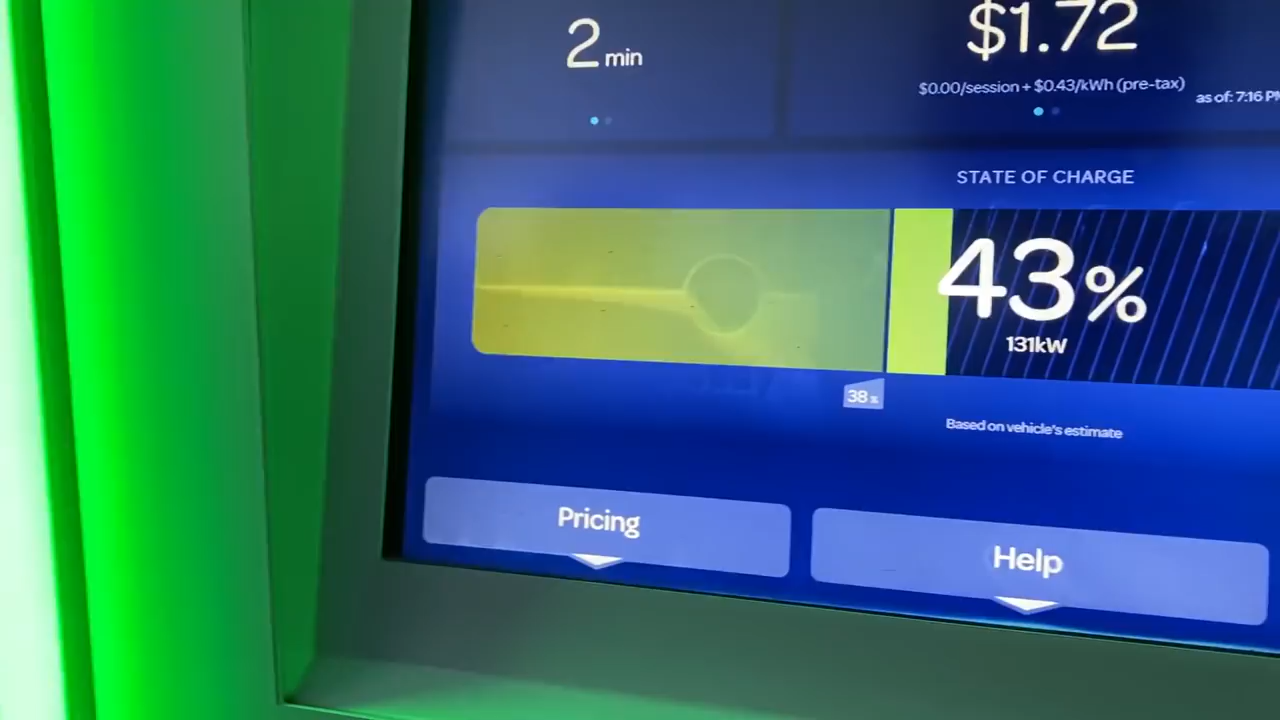 2 min
$1.72
$0.00/session + $0.43/kWh (pre-tax)
as of: 7:16 PM
STATE OF CHARGE
43%
131kW
38%
Based on vehicle's estimate
Pricing
Help